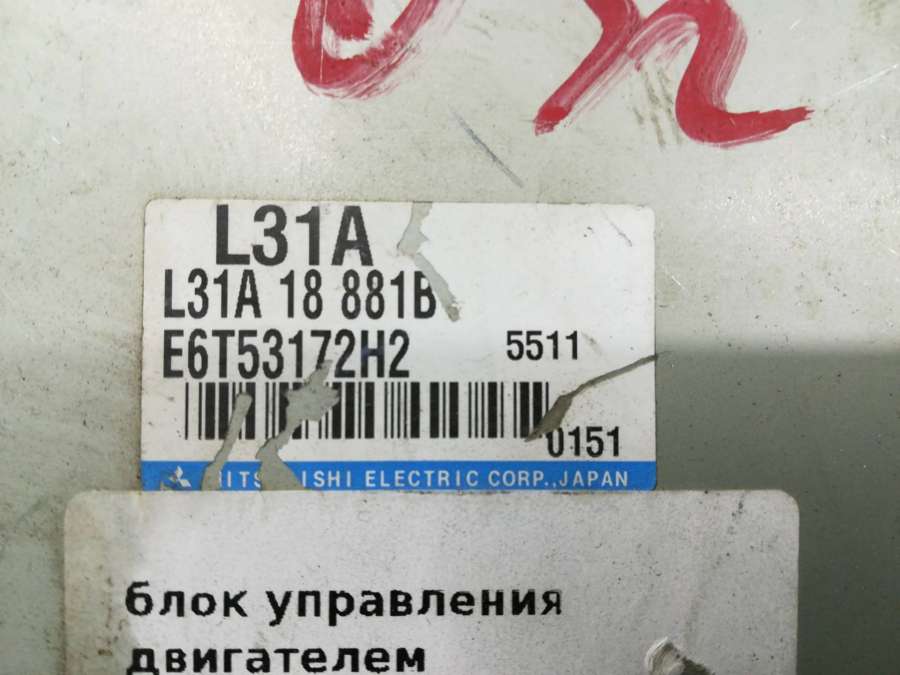 L31A
L31A 18 881B
E6T53172H2 5511
0151
ELECTRIC CORP.,JAPAN
блок управления
двигателем